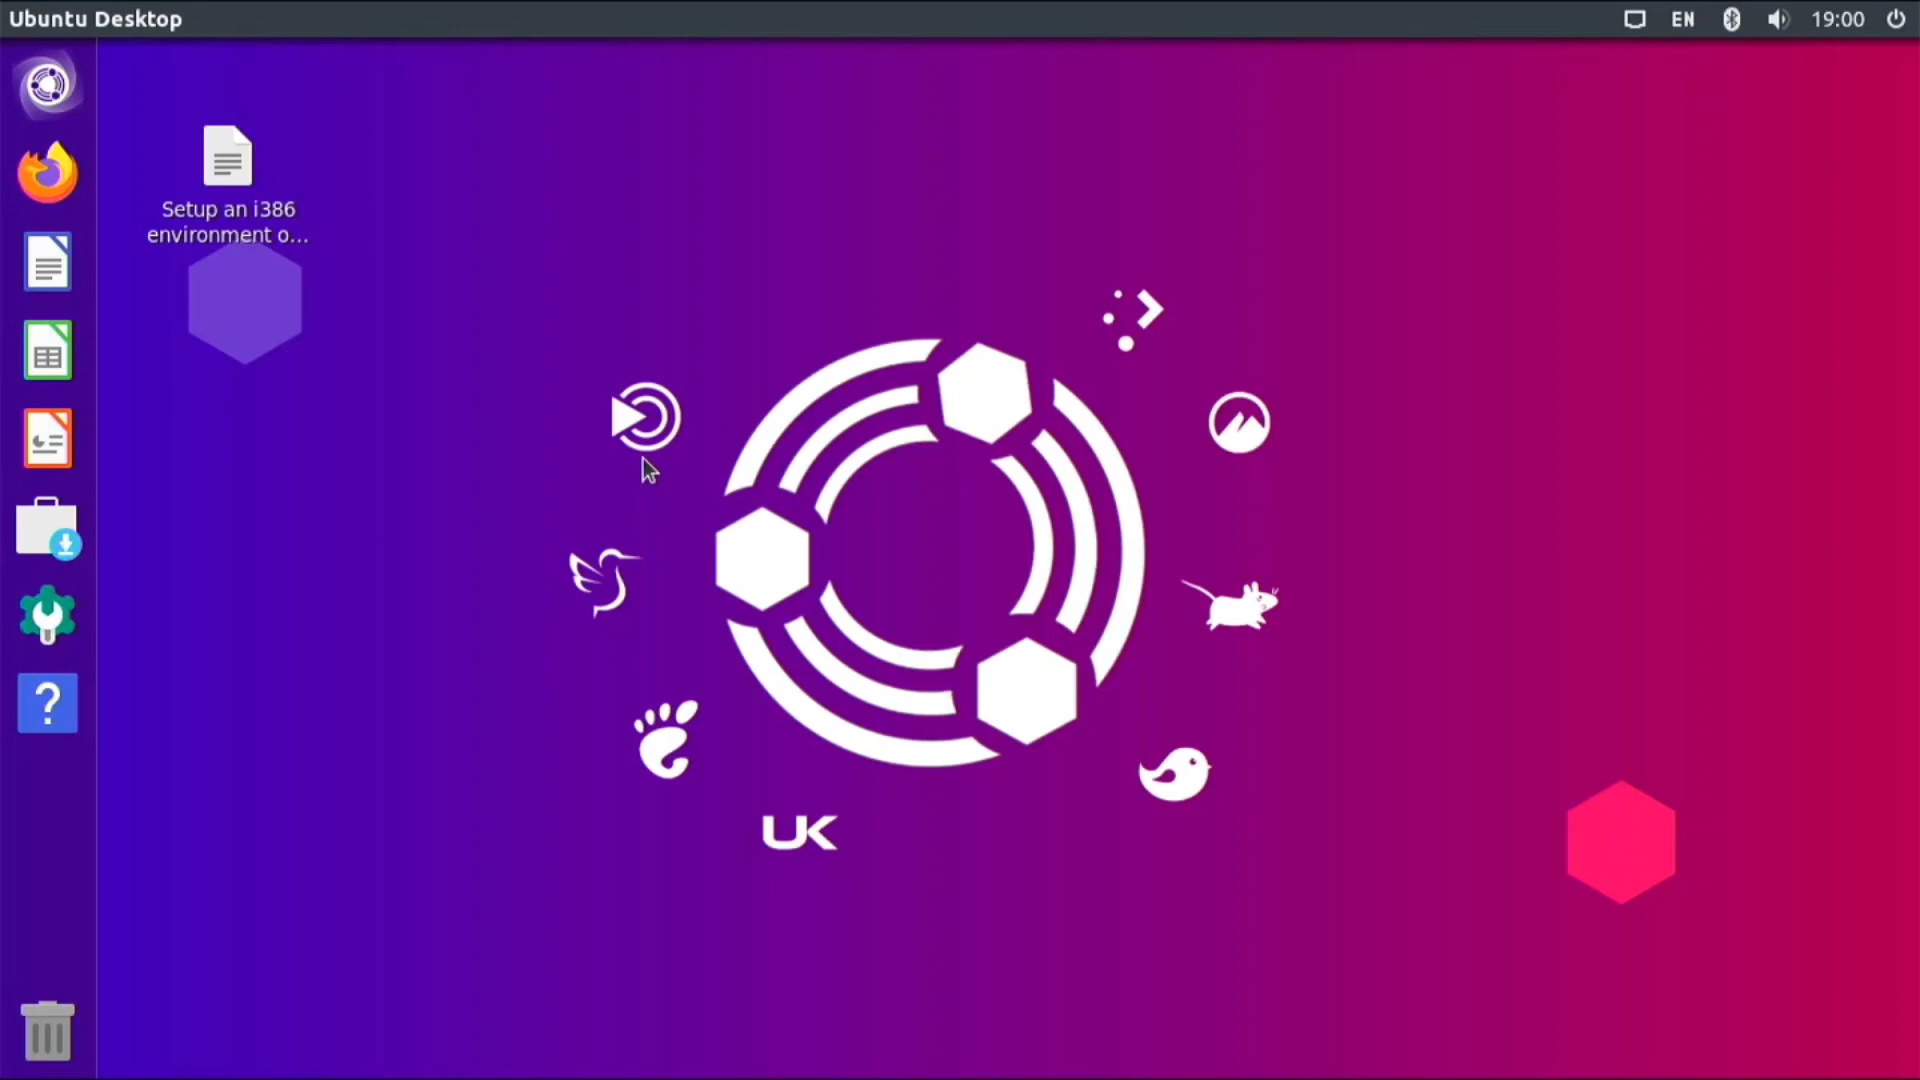 Ubuntu Desktop
EN
19:00
Setup an i386
environment o...
?
UK